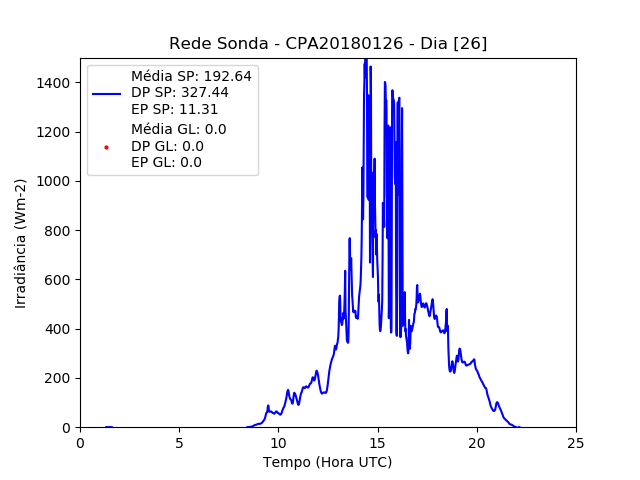 Rede Sonda - CPA20180126 - Dia [26]
Média SP: 192.64
DP SP: 327.44
EP SP: 11.31
Média GL: 0.0
DP GL: 0.0
EP GL: 0.0
Irradiância (Wm-2)
1400
1200
1000
800
600
400
200
0
0 5 10 15 20 25
Tempo (Hora UTC)